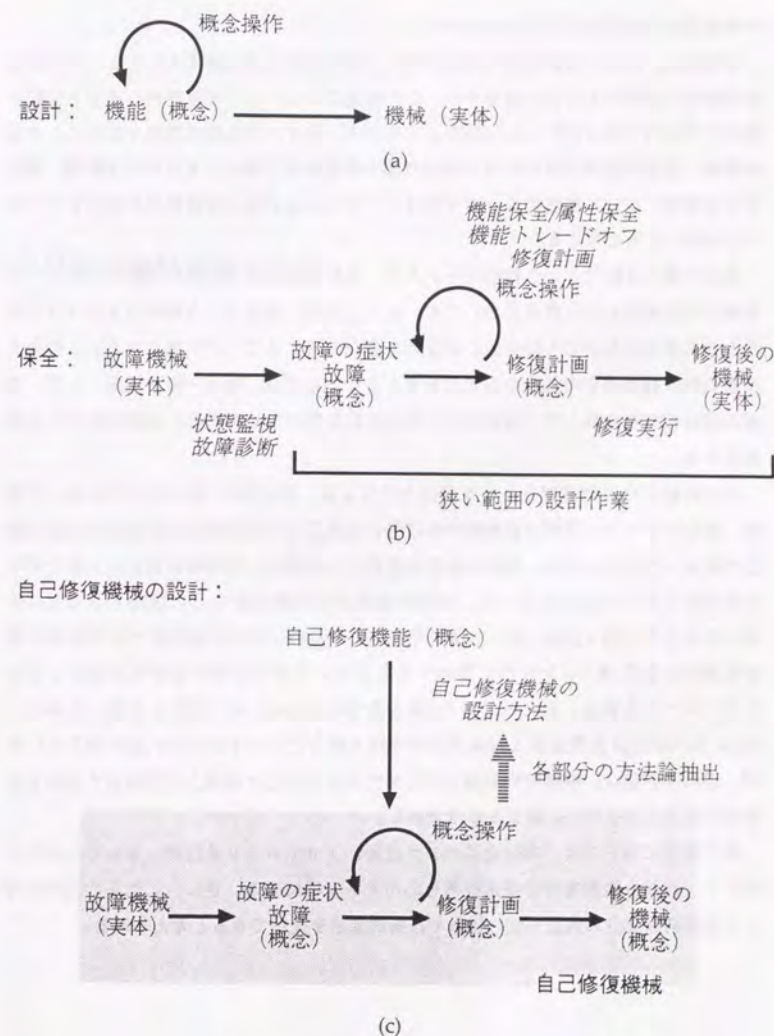 概念操作
設計： 機能（概念） 機械（実体）
(a)
機能保全/属性保全
機能トレードオフ
修復計画
概念操作
保全： 故障機械
（実体）
故障の症状
故障
（概念）
修復計画
（概念）
修復後の
機械
（実体）
状態監視
故障診断
修復実行
狭い範囲の設計作業
(b)
自己修復機械の設計：
自己修復機能（概念）
自己修復機械の
設計方法
各部分の方法論抽出
概念操作
故障機械
（実体）
故障の症状
故障
（概念）
修復計画
（概念）
修復後の
機械
（概念）
自己修復機械
(c)